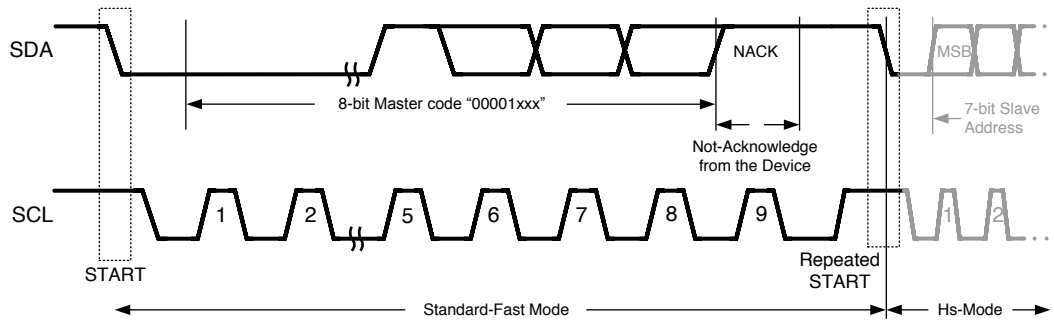 SDA
NACK
MSB
8-bit Master code “00001xxx”
7-bit Slave
Address
Not-Acknowledge
from the Device
SCL
1
2
5
6
7
8
9
1
2
START
Repeated
START
Standard-Fast Mode
Hs-Mode